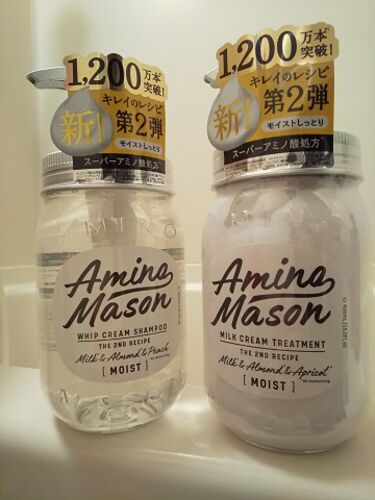 1,200万本突破!
キレイのレシピ
新!
第2弾
モイストしっとり
スーパーアミノ酸処方
AMINO
Amino
Mason
WHIP CREAM SHAMPOO
THE 2ND RECIPE
Milk & Almond & Peach
[ MOIST ]
1,200万本突破!
キレイのレシピ
新!
第2弾
モイストしっとり
スーパーアミノ酸処方
Amino
Mason
MILK CREAM TREATMENT
THE 2ND RECIPE
Milk & Almond & Apricot
[ MOIST ]